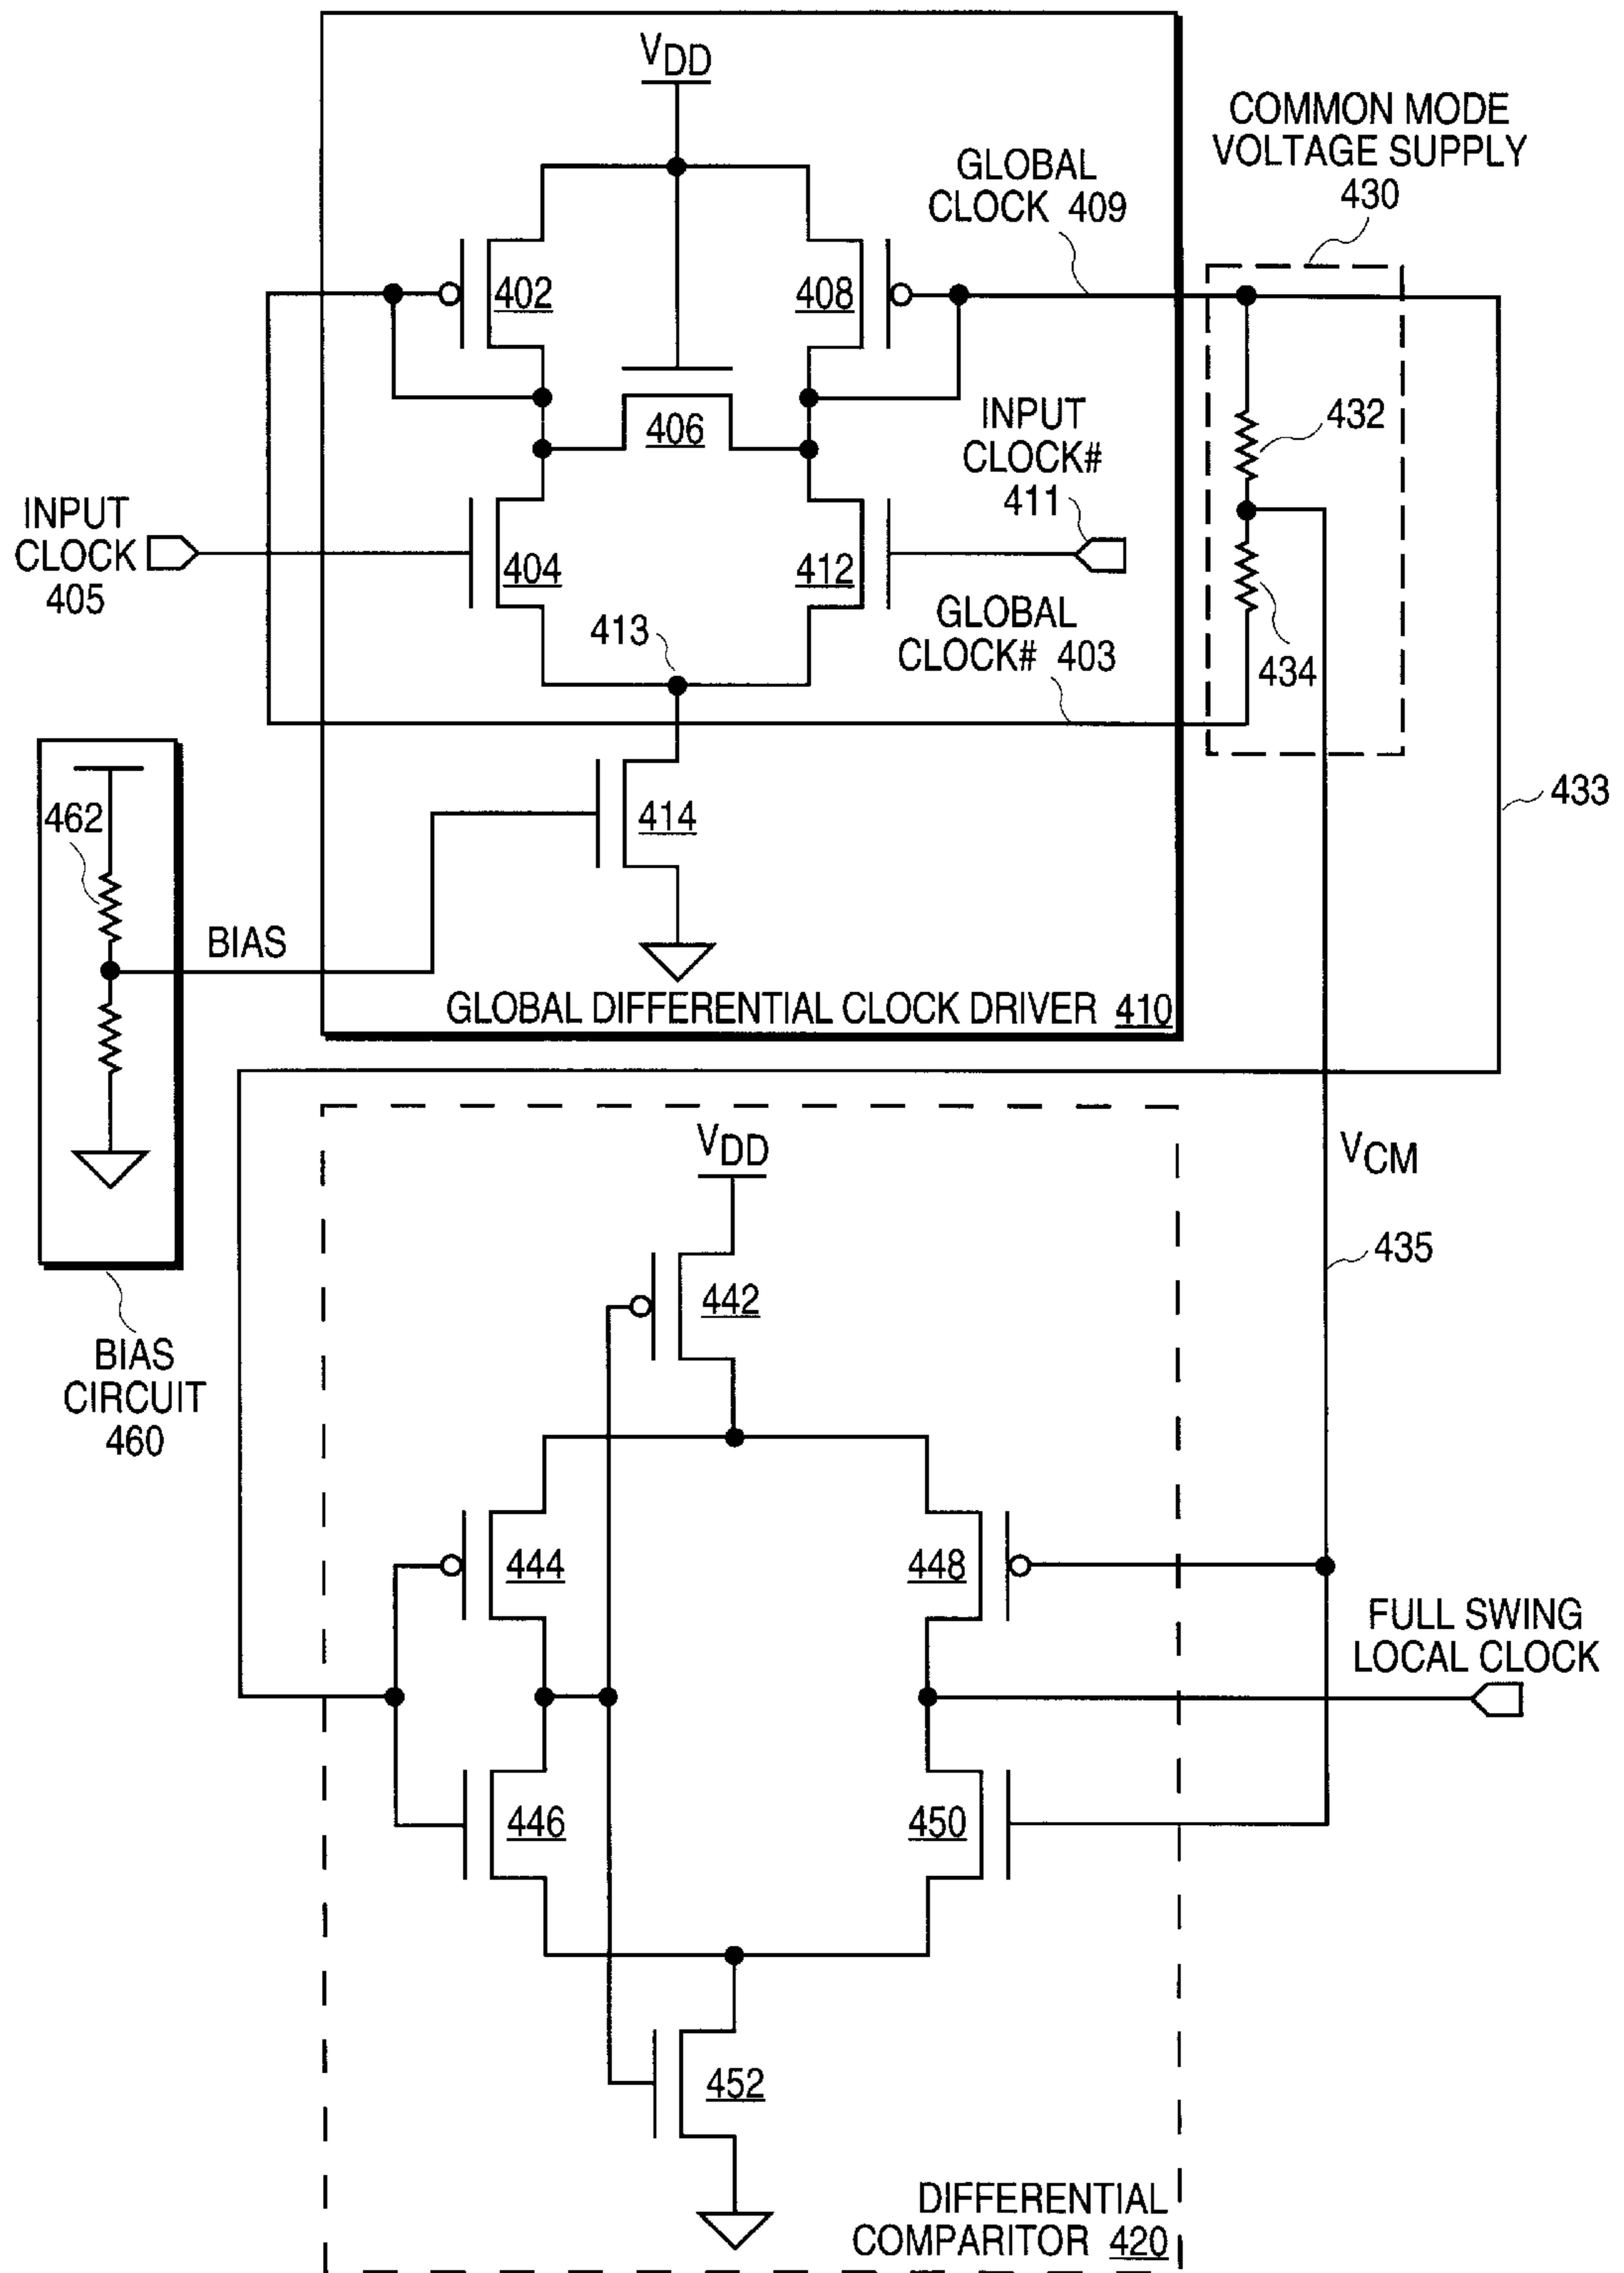 VDD
COMMON MODE
VOLTAGE SUPPLY
430
GLOBAL
CLOCK 409
402
408
406
INPUT
CLOCK#
411
432
INPUT
CLOCK
405
404
412
413
GLOBAL
CLOCK# 403
434
433
462
414
BIAS
GLOBAL DIFFERENTIAL CLOCK DRIVER 410
VDD
VCM
435
442
BIAS
CIRCUIT
460
444
448
FULL SWING
LOCAL CLOCK
446
450
452
DIFFERENTIAL
COMPARITOR 420